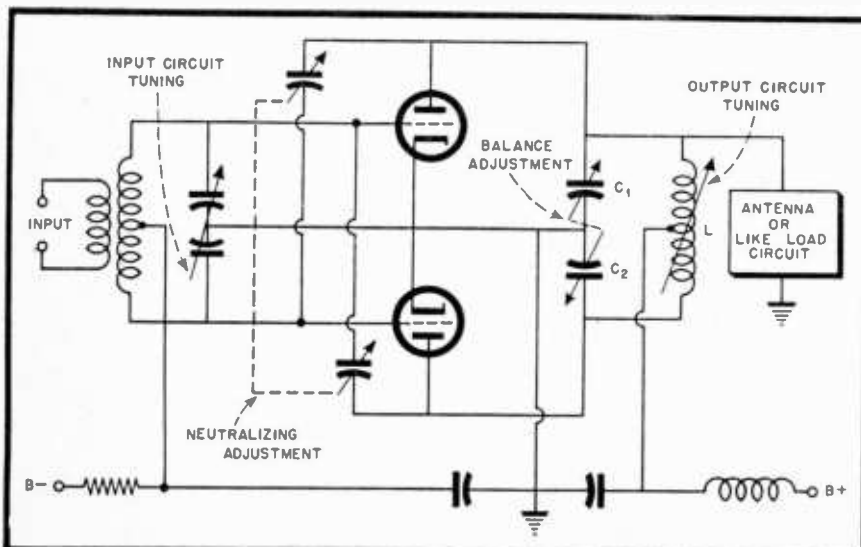 INPUT CIRCUIT
TUNING
OUTPUT CIRCUIT
TUNING
BALANCE
ADJUSTMENT
C1
INPUT
L
ANTENNA
OR
LIKE LOAD
CIRCUIT
C2
NEUTRALIZING
ADJUSTMENT
B-
B+